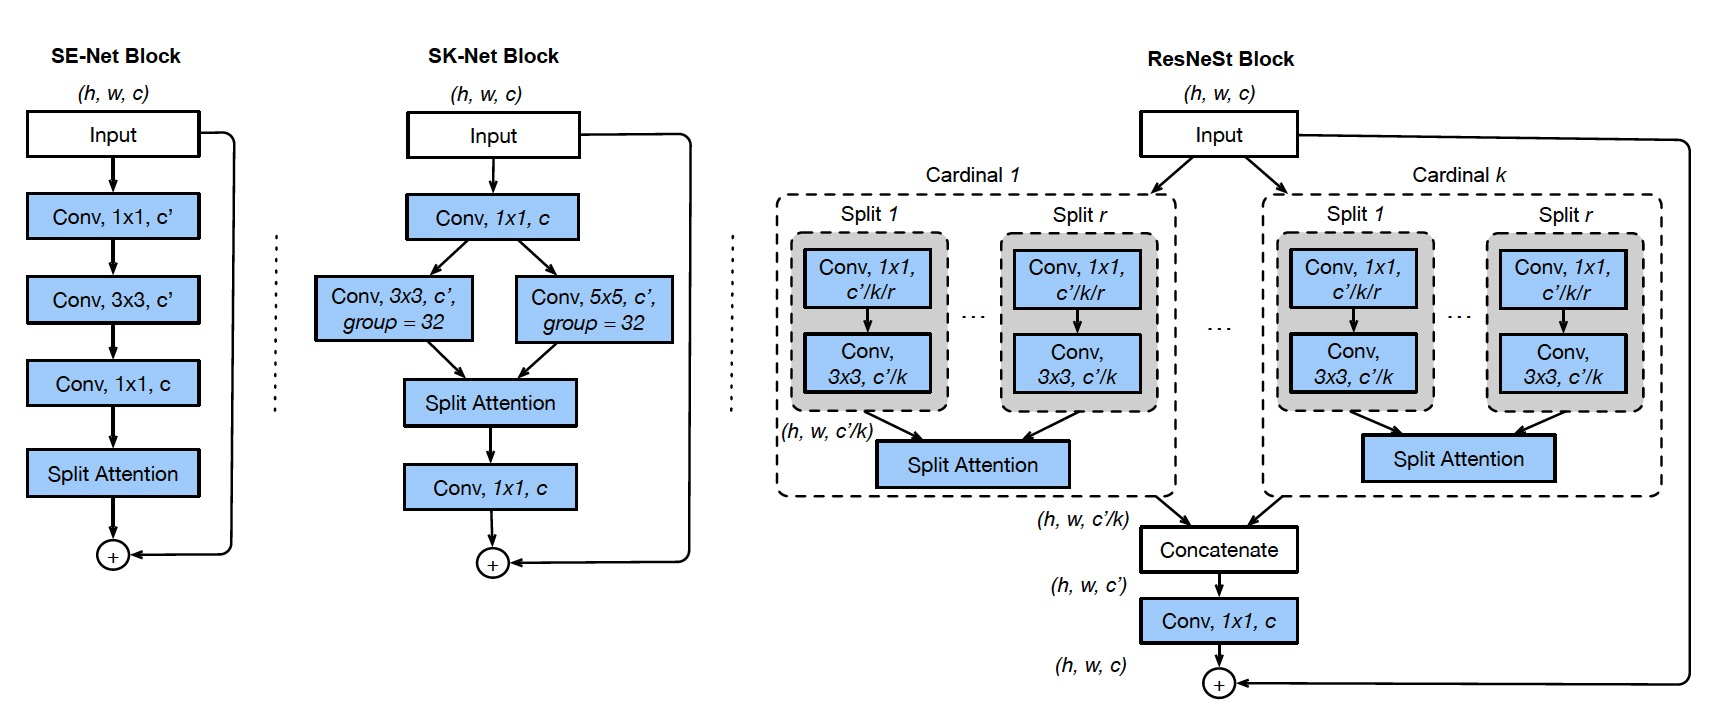 SE-Net Block
(h, w, c)
Input
Conv, 1x1, c’
Conv, 3x3, c’
Conv, 1x1, c
Split Attention
+
SK-Net Block
(h, w, c)
Input
Conv, 1x1, c
Conv, 3x3, c’,
group = 32
Conv, 5x5, c’,
group = 32
Split Attention
Conv, 1x1, c
+
ResNeSt Block
(h, w, c)
Input
Cardinal 1
Split 1
Conv, 1x1,
c’/k/r
Conv,
3x3, c’/k
...
Split r
Conv, 1x1,
c’/k/r
Conv,
3x3, c’/k
(h, w, c’/k)
Split Attention
...
Cardinal k
Split 1
Conv, 1x1,
c’/k/r
Conv,
3x3, c’/k
...
Split r
Conv, 1x1,
c’/k/r
Conv,
3x3, c’/k
Split Attention
(h, w, c’/k)
Concatenate
(h, w, c’)
Conv, 1x1, c
(h, w, c)
+